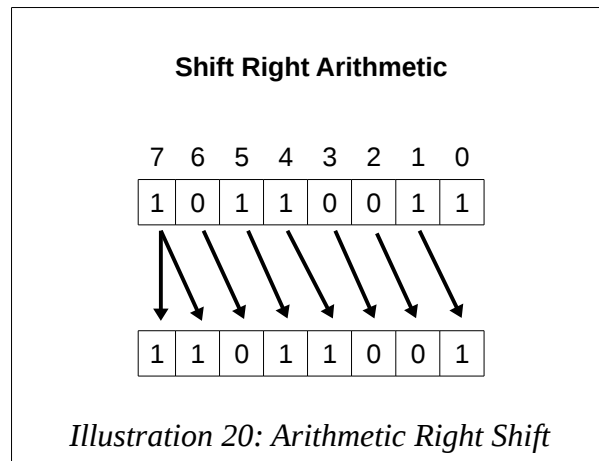 Shift Right Arithmetic
7 6 5 4 3 2 1 0
1 0 1 1 0 0 1 1
1 1 0 1 1 0 0 1
Illustration 20: Arithmetic Right Shift